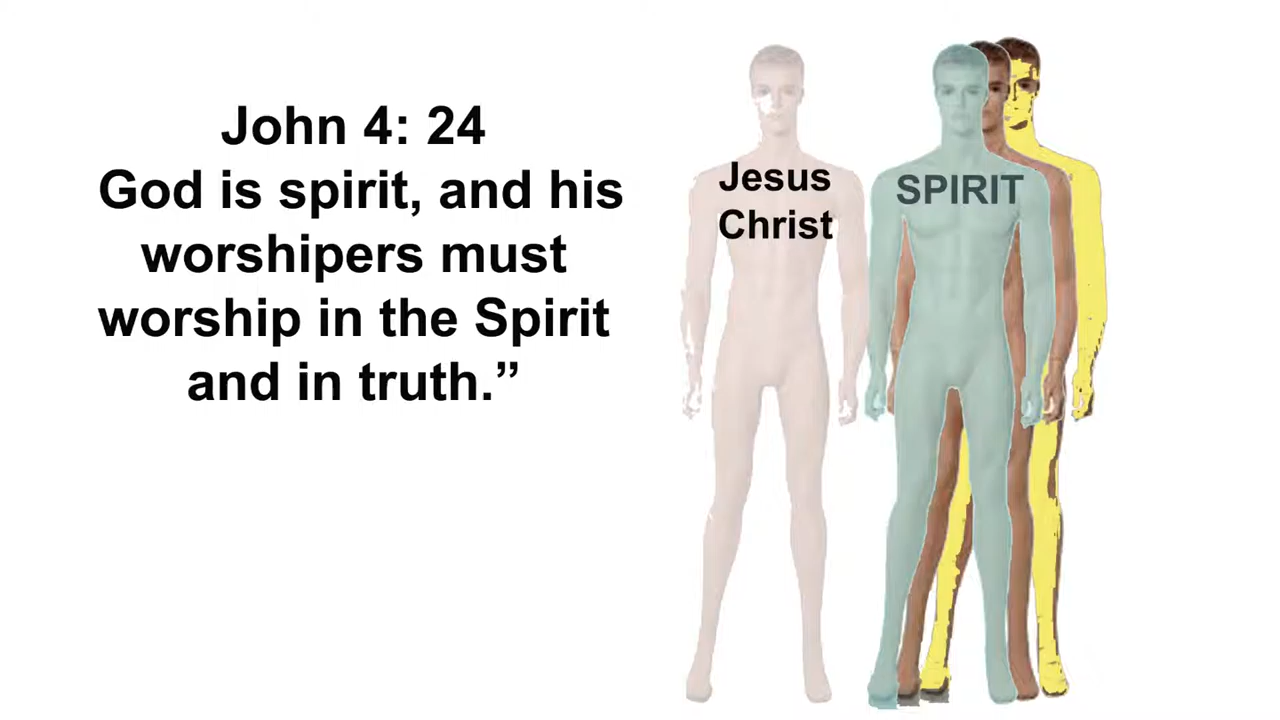 John 4: 24
God is spirit, and his
worshipers must
worship in the Spirit
and in truth.”
Jesus
Christ
SPIRIT